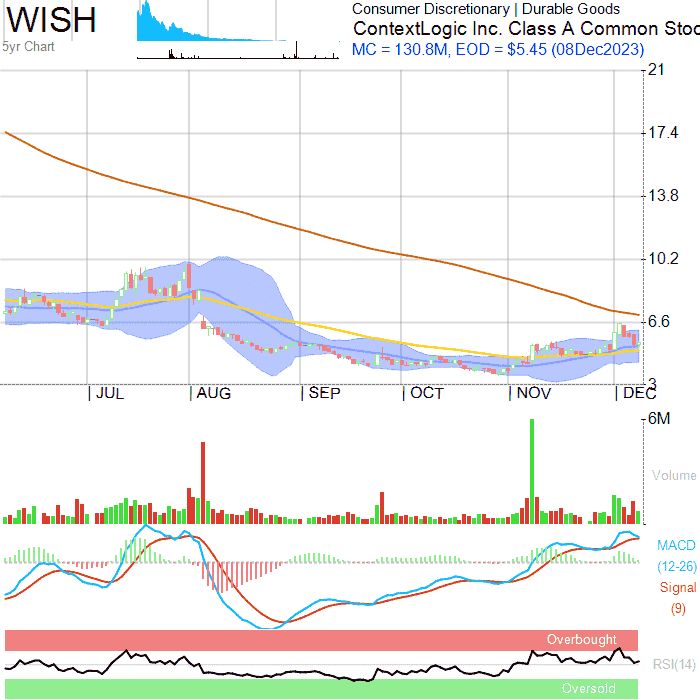 WISH
5yr Chart
Consumer Discretionary | Durable Goods
ContextLogic Inc. Class A Common Stoc
MC = 130.8M, EOD = $5.45 (08Dec2023)
21
17.4
13.8
10.2
6.6
3
JUL AUG SEP OCT NOV DEC
6M
Volume
MACD
(12-26)
Signal
(9)
Overbought
RSI(14)
Oversold